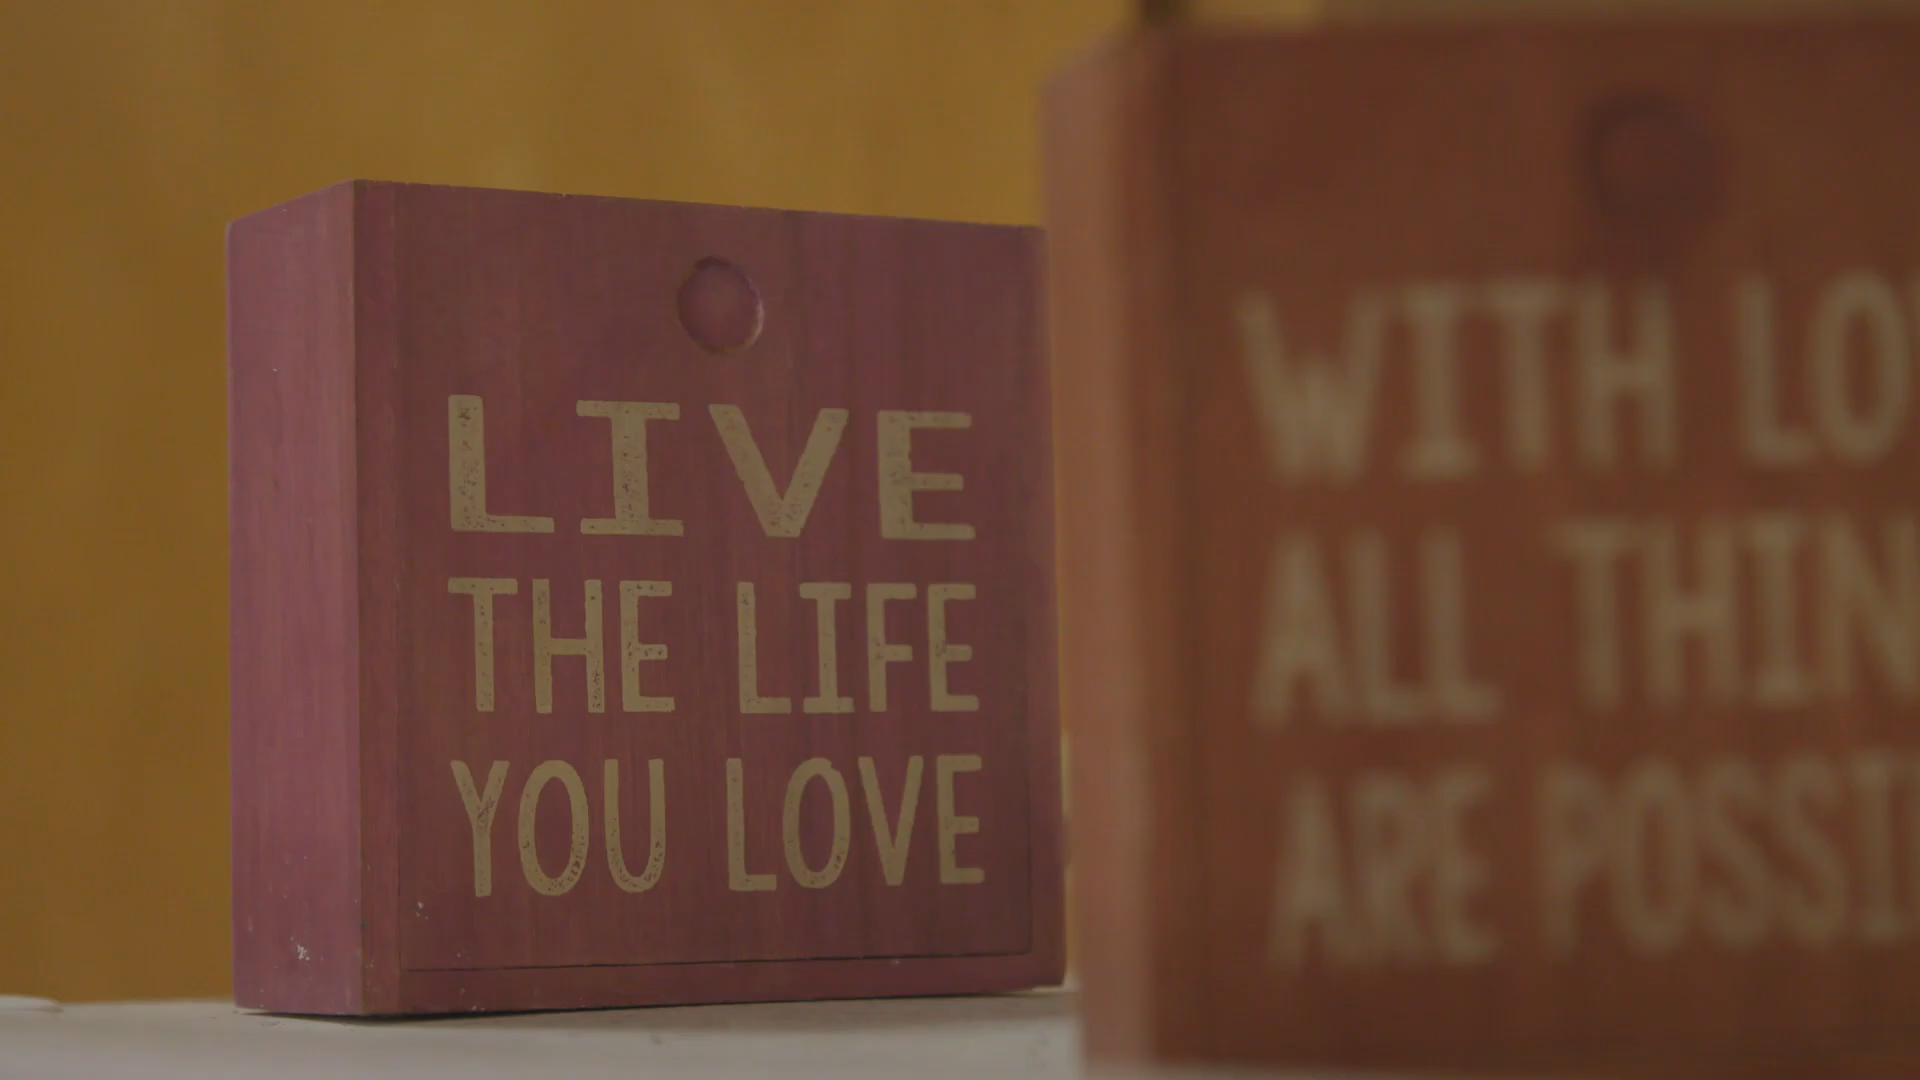 LIVE
THE LIFE
YOU LOVE
WITH LO
ALL THIN
ARE POSSI